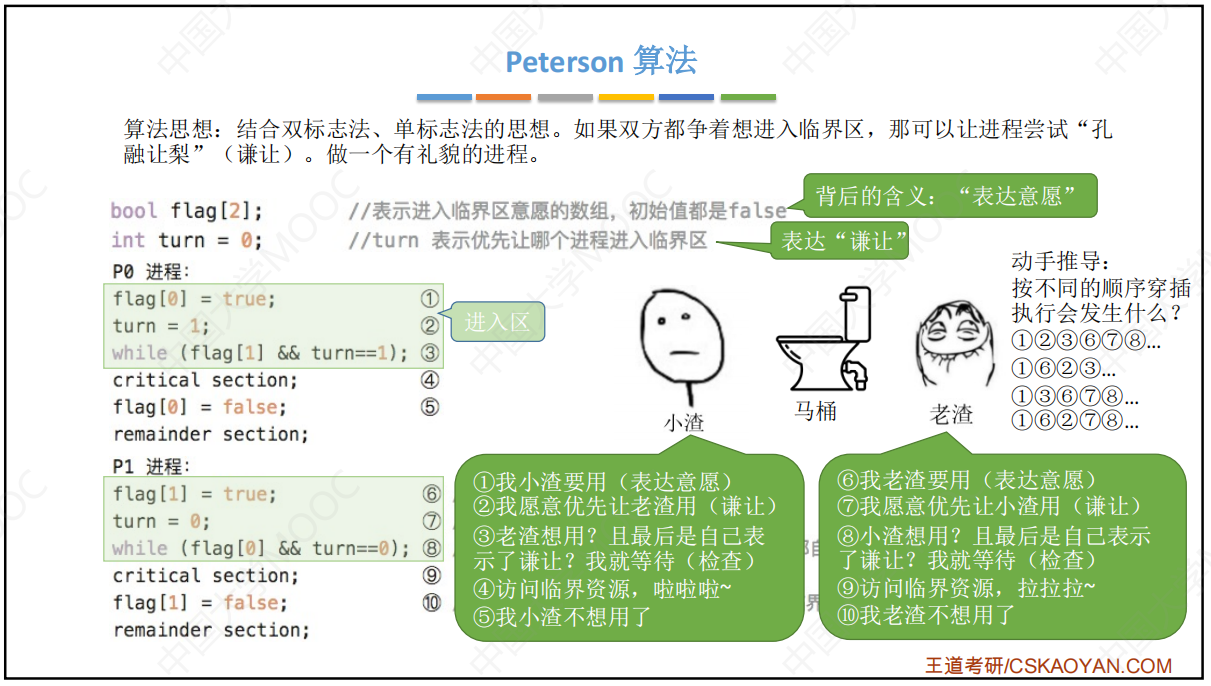 Peterson 算法
算法思想：结合双标志法、单标志法的思想。如果双方都争着想进入临界区，那可以让进程尝试“孔
融让梨”（谦让）。做一个有礼貌的进程。
bool flag[2]; //表示进入临界区意愿的数组，初始值都是false
背后的含义：“表达意愿”
int turn = 0; //turn 表示优先让哪个进程进入临界区
表达“谦让”
P0 进程：
flag[0] = true; ①
turn = 1; ②
while (flag[1] && turn==1); ③
critical section; ④
flag[0] = false; ⑤
remainder section;
进入区
P1 进程：
flag[1] = true; ⑥
turn = 0; ⑦
while (flag[0] && turn==0); ⑧
critical section; ⑨
flag[1] = false; ⑩
remainder section;
小渣
马桶
老渣
动手推导：
按不同的顺序穿插
执行会发生什么？
①②③⑥⑦⑧…
①⑥②③…
①③⑥⑦⑧…
①⑥②⑦⑧…
①我小渣要用（表达意愿）
②我愿意优先让老渣用（谦让）
③老渣想用？且最后是自己表
示了谦让？我就等待（检查）
④访问临界资源，啦啦啦~
⑤我小渣不想用了
⑥我老渣要用（表达意愿）
⑦我愿意优先让小渣用（谦让）
⑧小渣想用？且最后是自己表示
了谦让？我就等待（检查）
⑨访问临界资源，拉拉拉~
⑩我老渣不想用了
王道考研/CSKAOYAN.COM